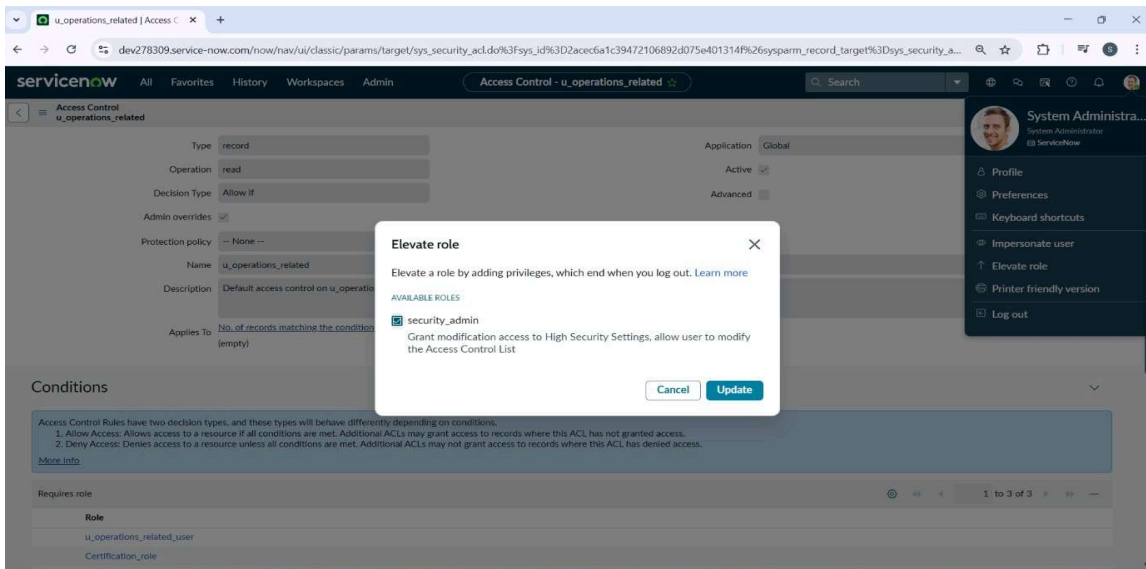 u_operations_related | Access C
dev278309.service-now.com/now/nav/ui/classic/params/target/sys_security_acl.do%3Fsys_id%3D2acec6a1c39472106892d075e401314f%26sysparm_record_target%3Dsys_security_a...
S
servicenow All Favorites History Workspaces Admin Access Control - u_operations_related Search
Access Control
u_operations_related
System Administra...
System Administrator
ServiceNow
Profile
Preferences
Keyboard shortcuts
Impersonate user
Elevate role
Printer friendly version
Log out
Type record
Application Global
Operation read
Active
Decision Type Allow If
Advanced
Admin overrides
Protection policy -- None --
Name u_operations_related
Description Default access control on u_operatio
Applies To No. of records matching the condition
(empty)
Elevate role
Elevate a role by adding privileges, which end when you log out. Learn more
AVAILABLE ROLES
security_admin
Grant modification access to High Security Settings, allow user to modify
the Access Control List
Cancel Update
Conditions
Access Control Rules have two decision types, and these types will behave differently depending on conditions.
1. Allow Access: Allows access to a resource if all conditions are met. Additional ACLs may grant access to records where this ACL has not granted access.
2. Deny Access: Denies access to a resource unless all conditions are met. Additional ACLs may not grant access to records where this ACL has denied access.
More Info
Requires role
1 to 3 of 3
Role
u_operations_related_user
Certification_role